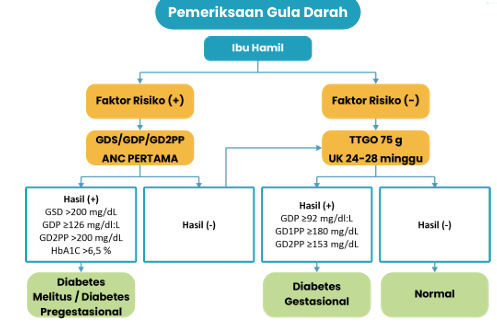 Pemeriksaan Gula Darah
Ibu Hamil
Faktor Risiko (+)
Faktor Risiko (-)
GDS/GDP/GD2PP
ANC PERTAMA
TTGO 75 g
UK 24-28 minggu
Hasil (+)
GSD >200 mg/dL
GDP ≥126 mg/dl:L
GD2PP >200 mg/dL
HbA1C >6,5 %
Hasil (-)
Hasil (+)
GDP ≥92 mg/dl:L
GD1PP ≥180 mg/dL
GD2PP ≥153 mg/dL
Hasil (-)
Diabetes
Melitus / Diabetes
Pregestasional
Diabetes
Gestasional
Normal